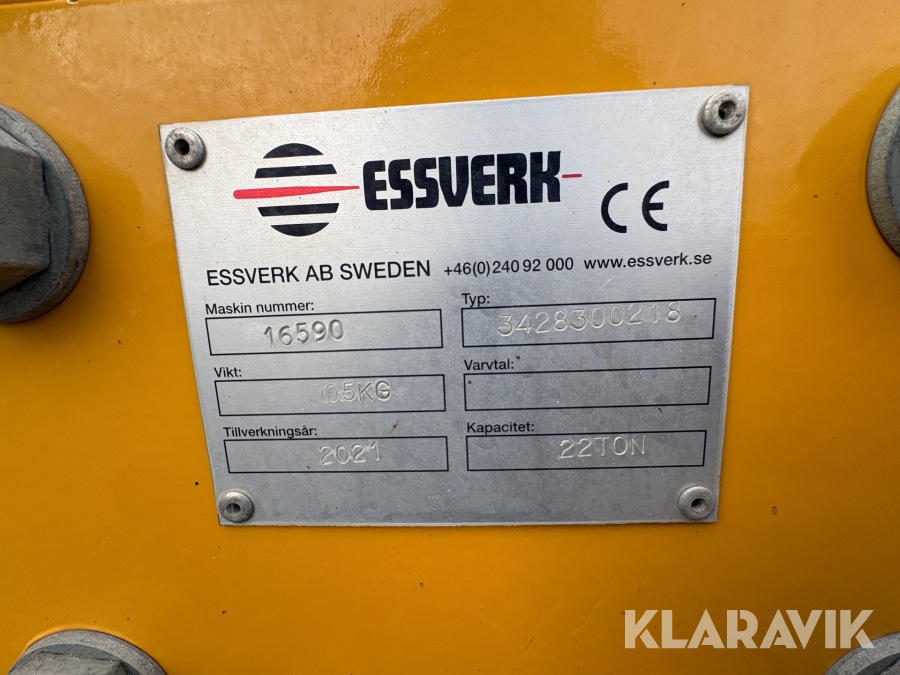 ESSVERK
CE
ESSVERK AB SWEDEN +46(0)240 92 000 www.essverk.se
Maskin nummer: Typ:
16590 3428300218
Vikt: Varvtal:
Tillverkningsår: Kapacitet:
2021 22TON
KLARAVIK